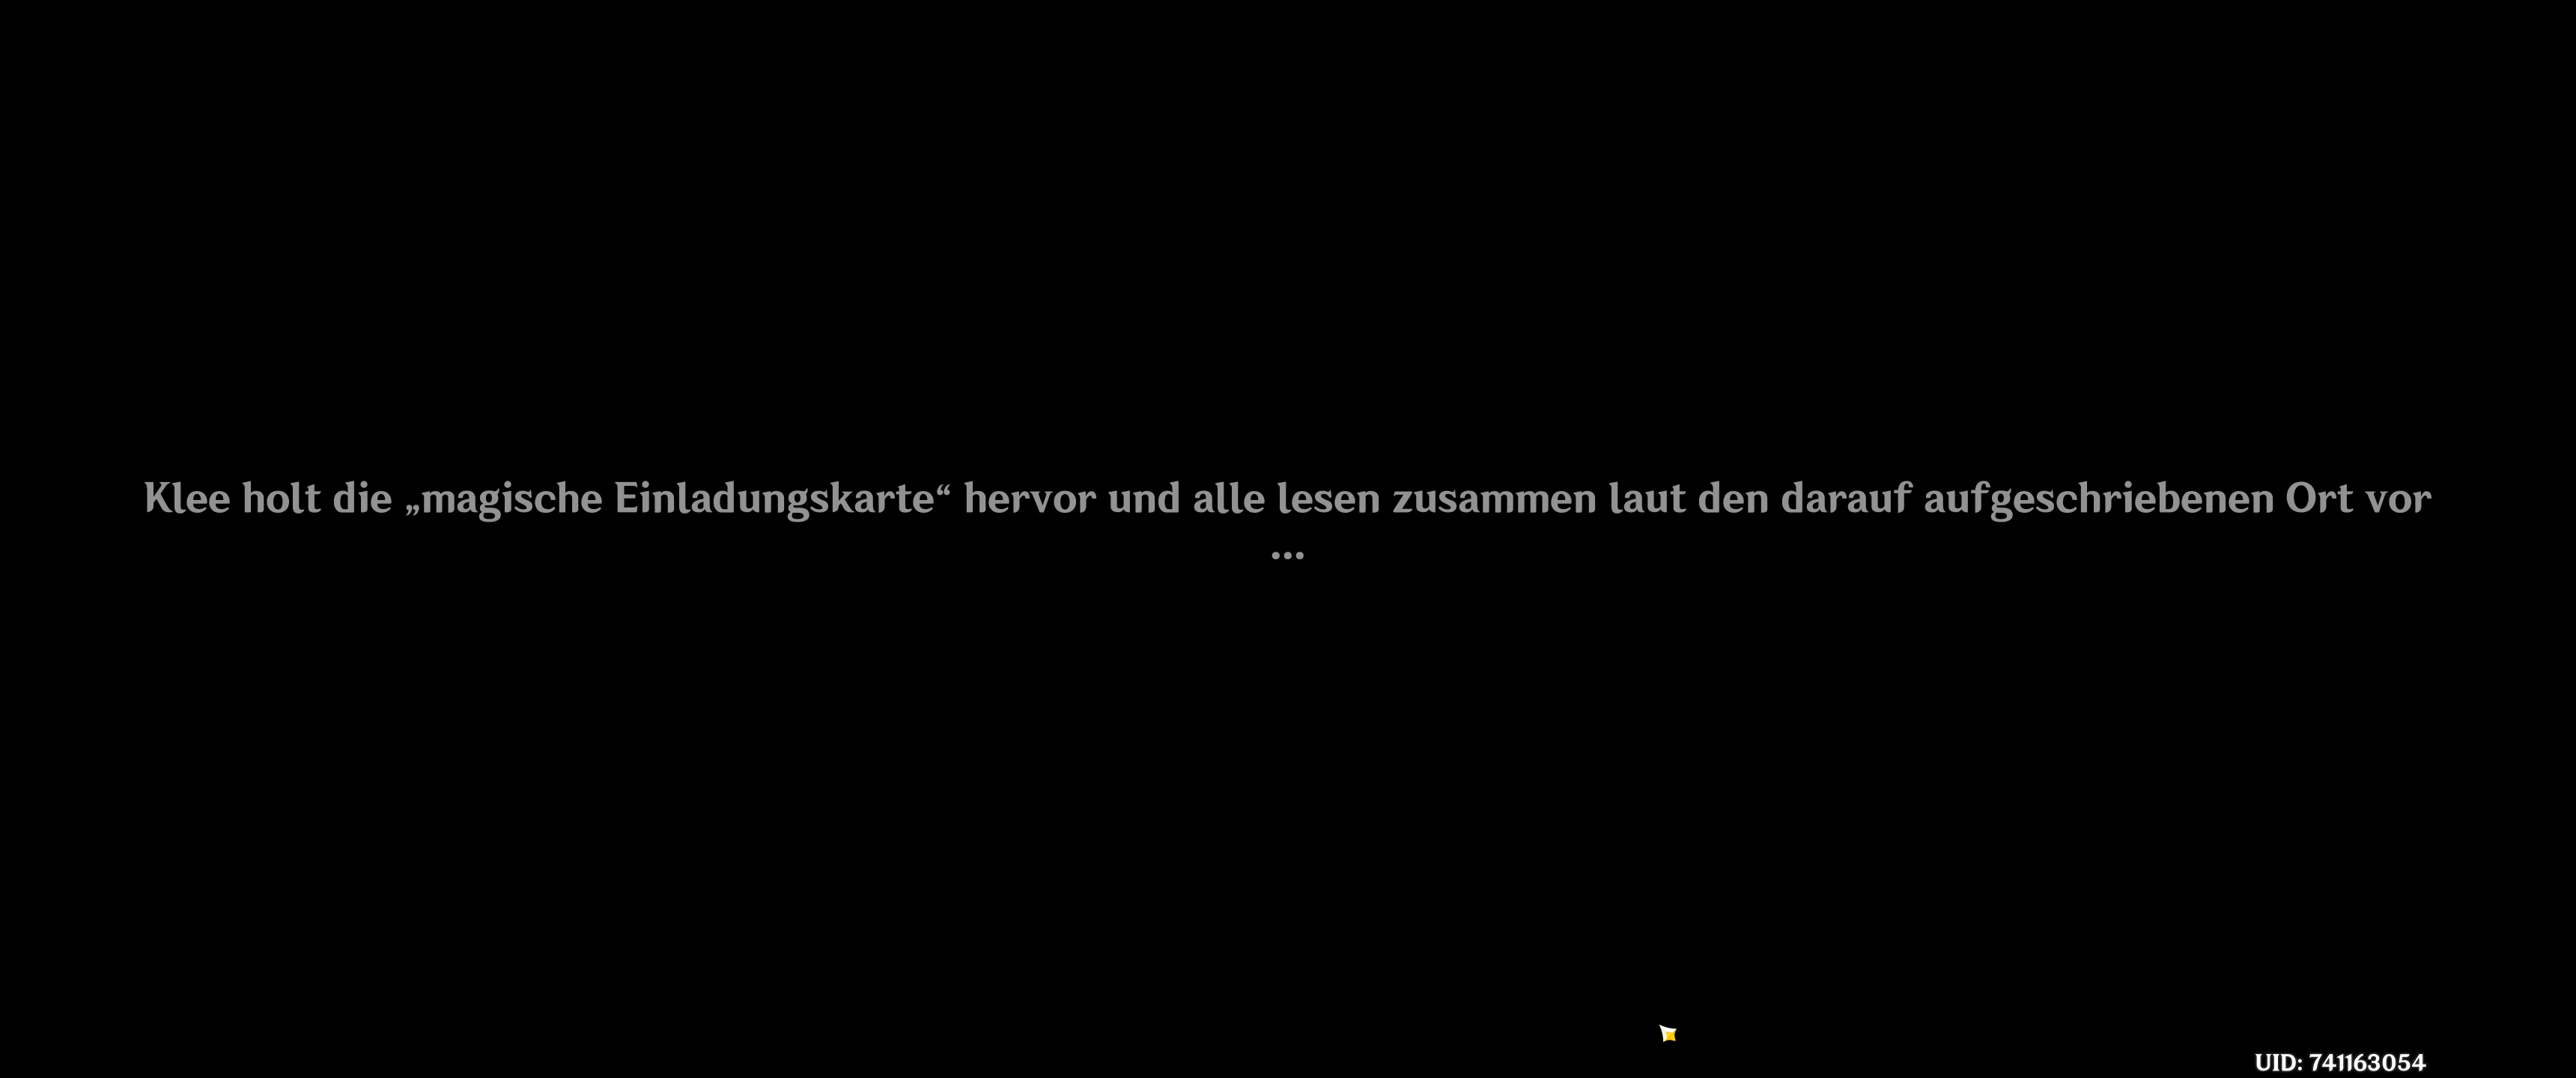 Klee holt die „magische Einladungskarte“ hervor und alle lesen zusammen laut den darauf aufgeschriebenen Ort vor
...
UID: 741163054